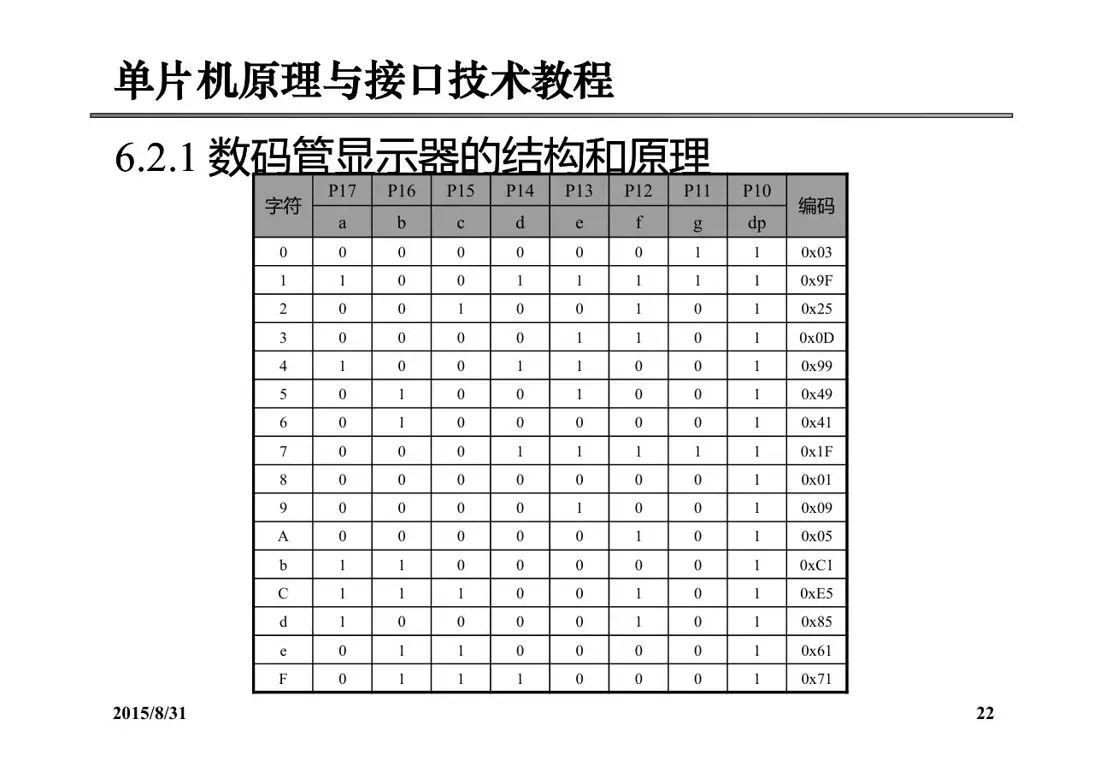 单片机原理与接口技术教程
6.2.1 数码管显示器的结构和原理
字符 P17 P16 P15 P14 P13 P12 P11 P10 编码
a b c d e f g dp
0 0 0 0 0 0 0 1 1 0x03
1 1 0 0 1 1 1 1 1 0x9F
2 0 0 1 0 0 1 0 1 0x25
3 0 0 0 0 1 1 0 1 0x0D
4 1 0 0 1 1 0 0 1 0x99
5 0 1 0 0 1 0 0 1 0x49
6 0 1 0 0 0 0 0 1 0x41
7 0 0 0 1 1 1 1 1 0x1F
8 0 0 0 0 0 0 0 1 0x01
9 0 0 0 0 1 0 0 1 0x09
A 0 0 0 0 0 1 0 1 0x05
b 1 1 0 0 0 0 0 1 0xC1
C 1 1 1 0 0 1 0 1 0xE5
d 1 0 0 0 0 1 0 1 0x85
e 0 1 1 0 0 0 0 1 0x61
F 0 1 1 1 0 0 0 1 0x71
2015/8/31 22